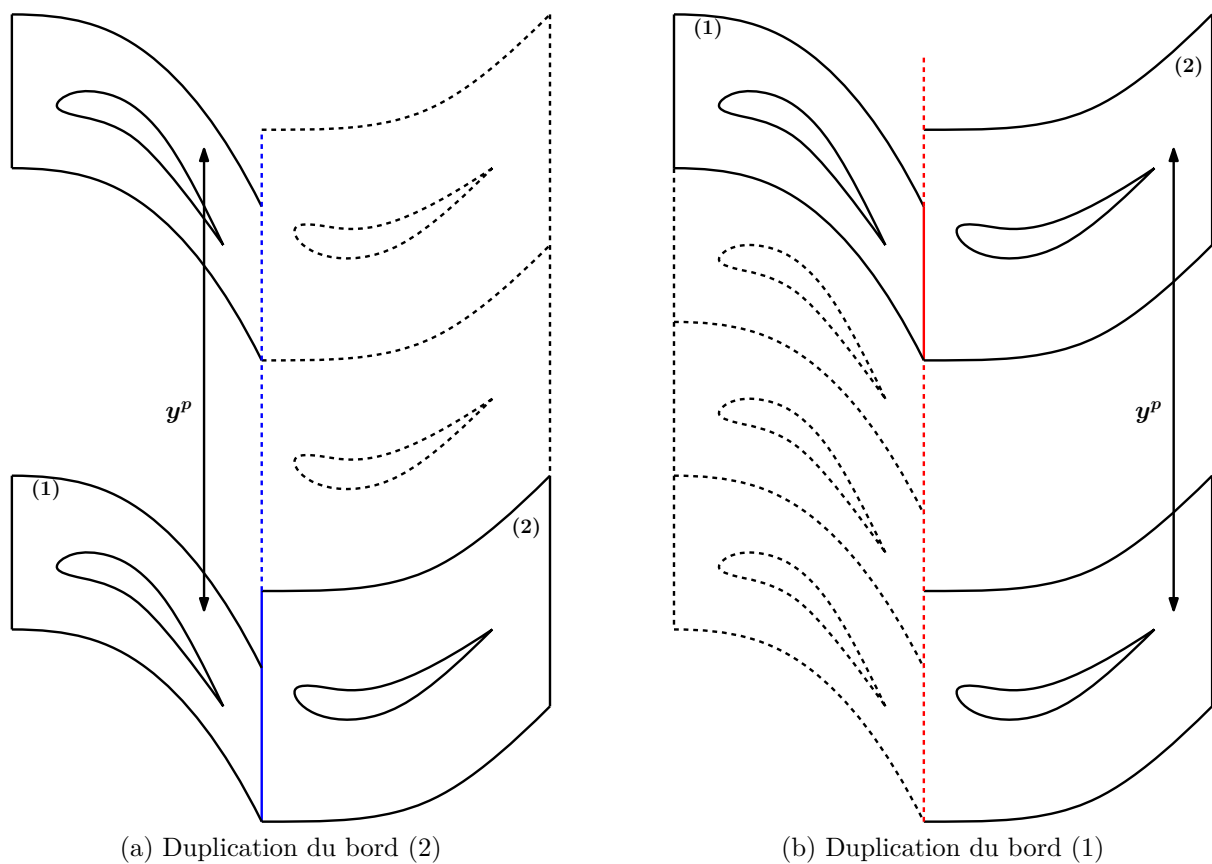 (1)
(2)
y^p
y^p
(1)
(2)
(a) Duplication du bord (2)
(b) Duplication du bord (1)